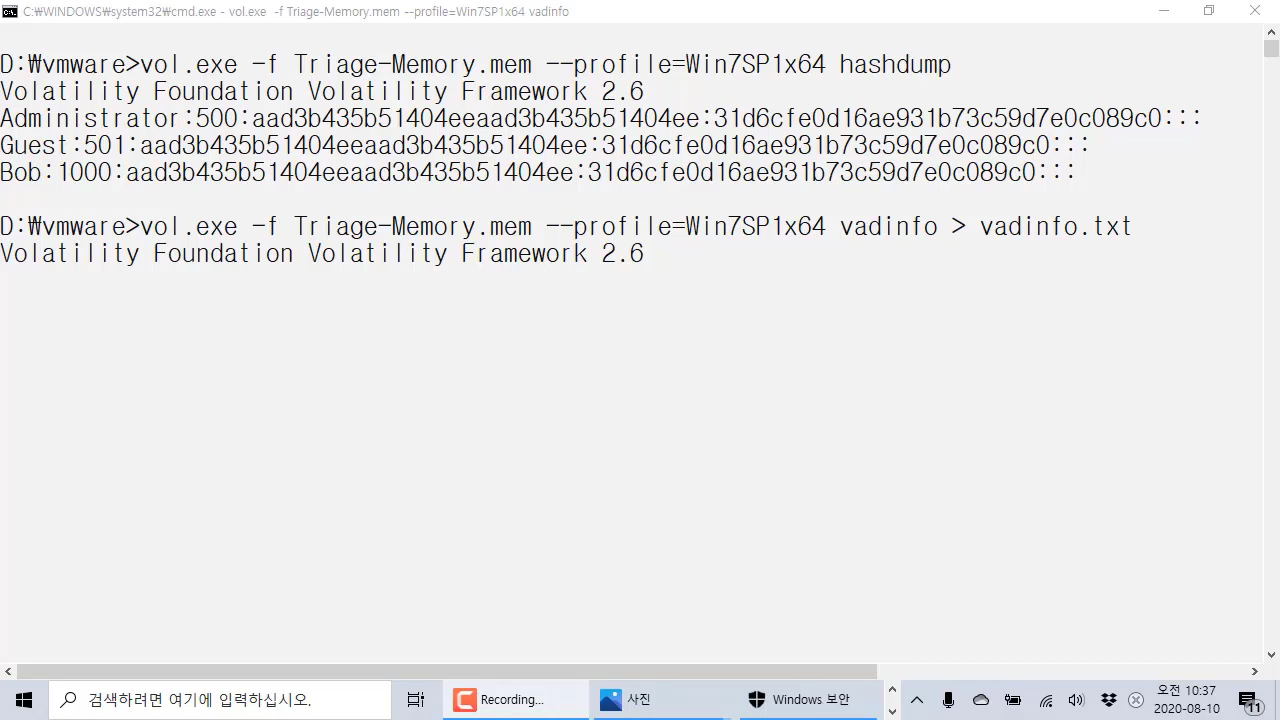 C:₩WINDOWS₩system32₩cmd.exe - vol.exe  -f Triage-Memory.mem --profile=Win7SP1x64 vadinfo
D:₩vmware>vol.exe -f Triage-Memory.mem --profile=Win7SP1x64 hashdump
Volatility Foundation Volatility Framework 2.6
Administrator:500:aad3b435b51404eeaad3b435b51404ee:31d6cfe0d16ae931b73c59d7e0c089c0:::
Guest:501:aad3b435b51404eeaad3b435b51404ee:31d6cfe0d16ae931b73c59d7e0c089c0:::
Bob:1000:aad3b435b51404eeaad3b435b51404ee:31d6cfe0d16ae931b73c59d7e0c089c0:::
D:₩vmware>vol.exe -f Triage-Memory.mem --profile=Win7SP1x64 vadinfo > vadinfo.txt
Volatility Foundation Volatility Framework 2.6
검색하려면 여기에 입력하십시오.
Recording...
사진
Windows 보안
오전 10:37
2020-08-10
11